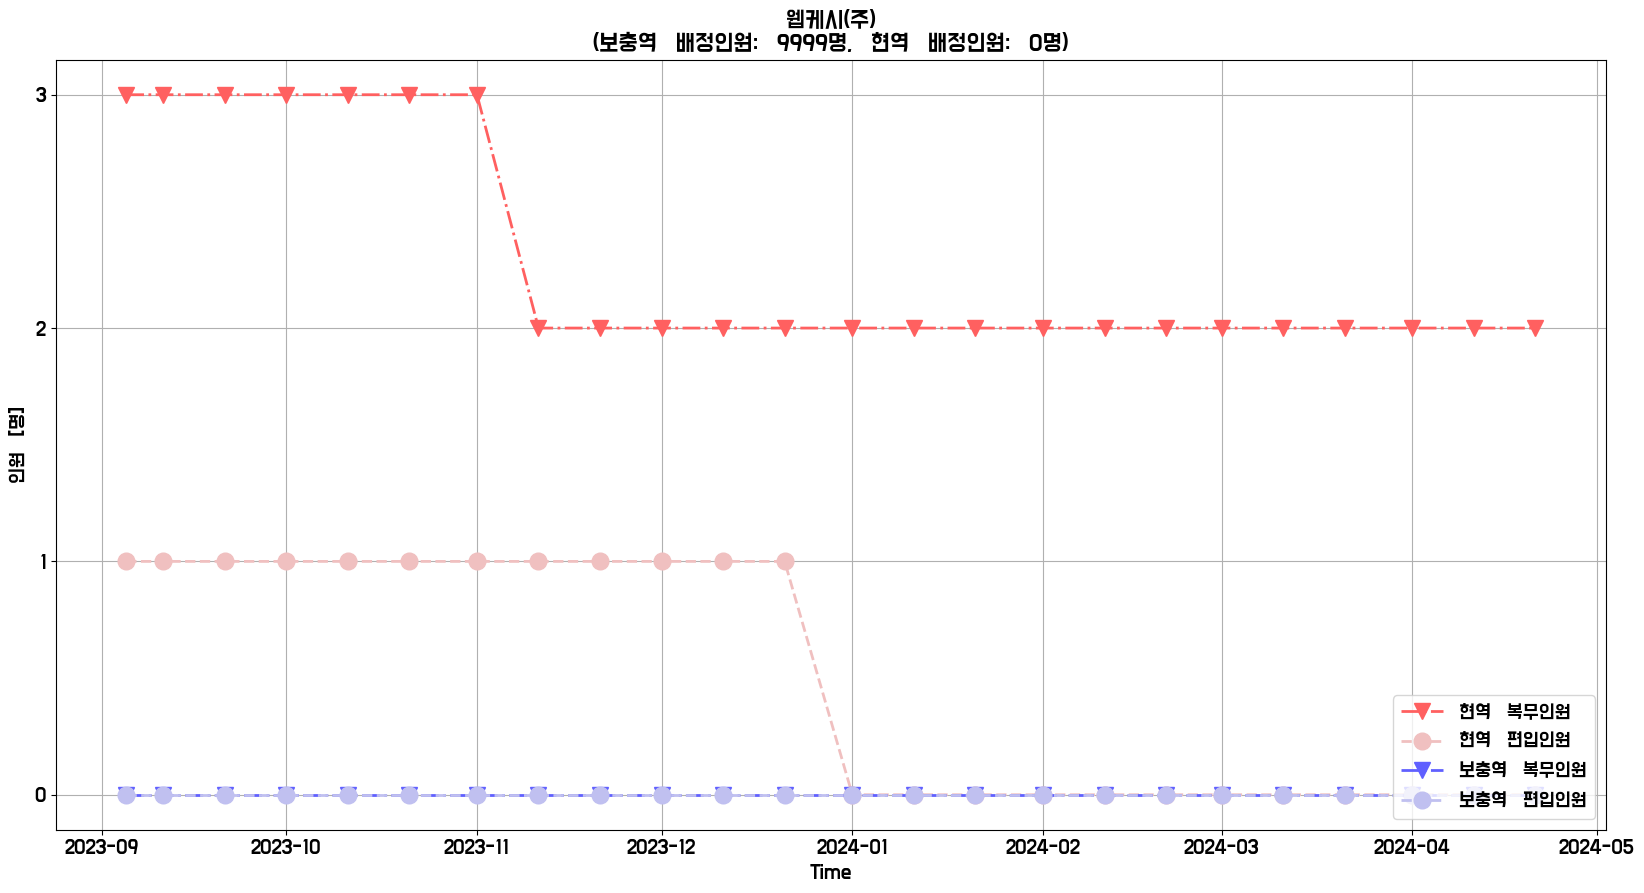 웹케시(주)
(보충역 배정인원: 9999명, 현역 배정인원: 0명)
인원 [명]
3
2
1
0
현역 복무인원
현역 편입인원
보충역 복무인원
보충역 편입인원
2023-09 2023-10 2023-11 2023-12 2024-01 2024-02 2024-03 2024-04 2024-05
Time